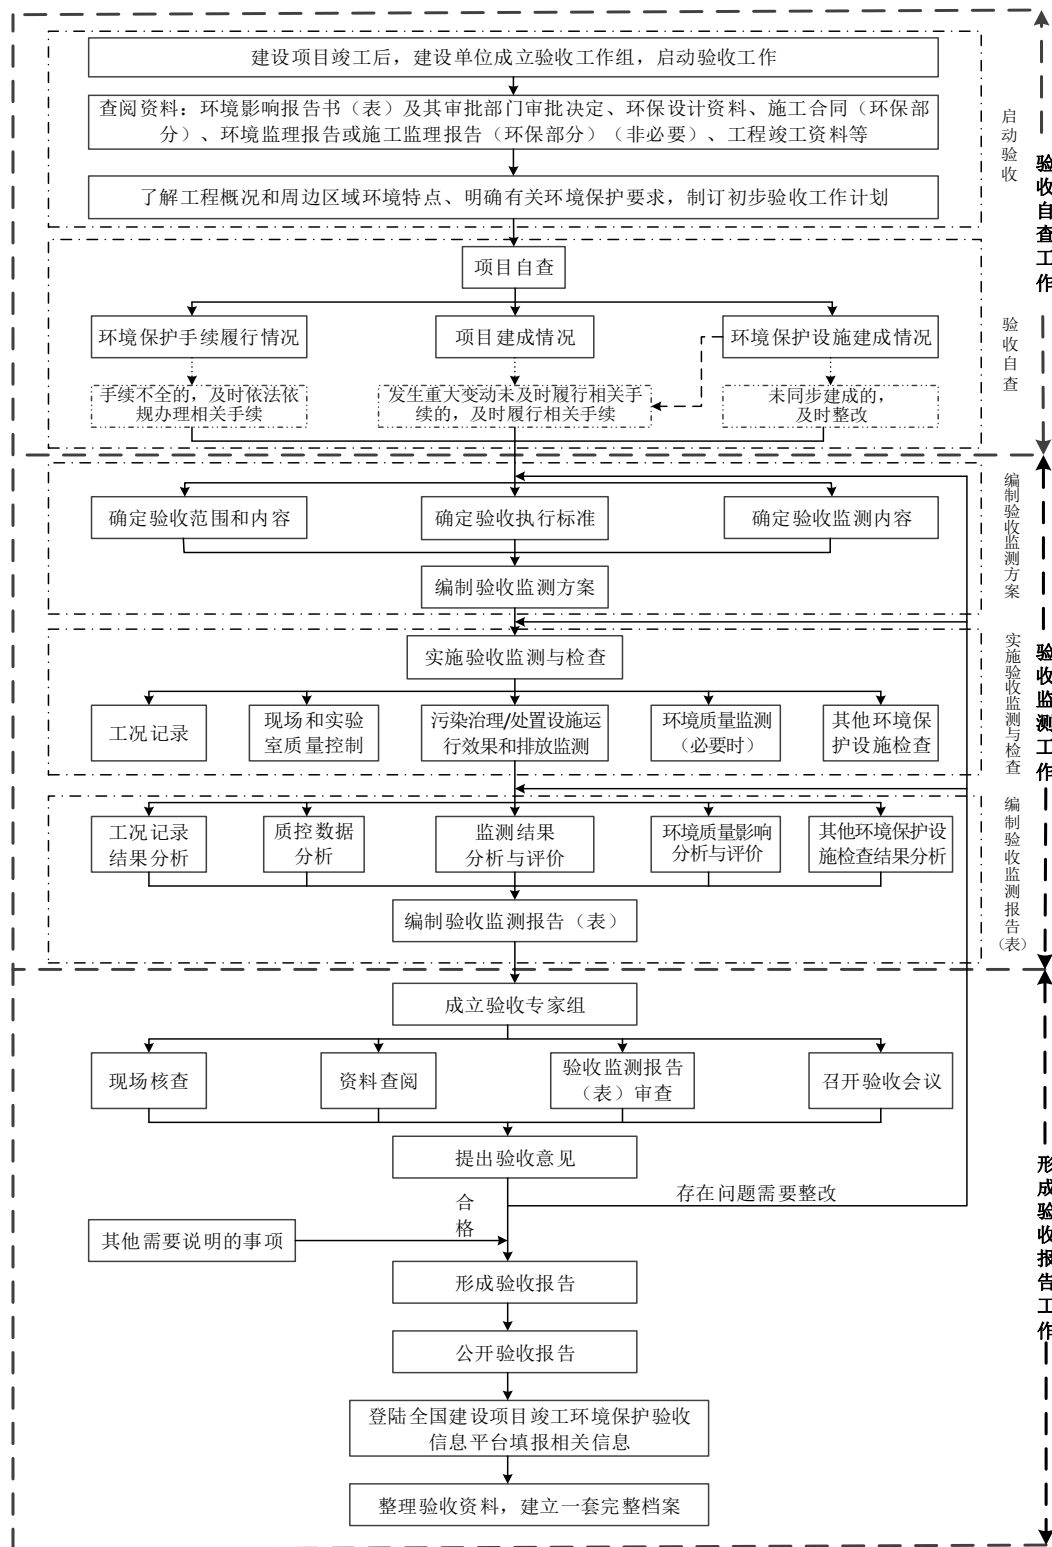 建设项目竣工后，建设单位成立验收工作组，启动验收工作
查阅资料：环境影响报告书（表）及其审批部门审批决定、环保设计资料、施工合同（环保部
分）、环境监理报告或施工监理报告（环保部分）（非必要）、工程竣工资料等
了解工程概况和周边区域环境特点、明确有关环境保护要求，制订初步验收工作计划
启动验收
验收自查工作
项目自查
环境保护手续履行情况
项目建成情况
环境保护设施建成情况
手续不全的，及时依法依
规办理相关手续
发生重大变动未及时履行相关手
续的，及时履行相关手续
未同步建成的，
及时整改
验收自查
确定验收范围和内容
确定验收执行标准
确定验收监测内容
编制验收监测方案
编制验收监测方案
实施验收监测与检查
工况记录
现场和实验
室质量控制
污染治理/处置设施运
行效果和排放监测
环境质量监测
（必要时）
其他环境保
护设施检查
实施验收监测与检查
验收监测工作
工况记录
结果分析
质控数据
分析
监测结果
分析与评价
环境质量影响
分析与评价
其他环境保护设
施检查结果分析
编制验收监测报告（表）
编制验收监测报告（表）
成立验收专家组
现场核查
资料查阅
验收监测报告
（表）审查
召开验收会议
提出验收意见
合格
存在问题需要整改
其他需要说明的事项
形成验收报告
公开验收报告
登陆全国建设项目竣工环境保护验收
信息平台填报相关信息
整理验收资料，建立一套完整档案
形成验收报告工作